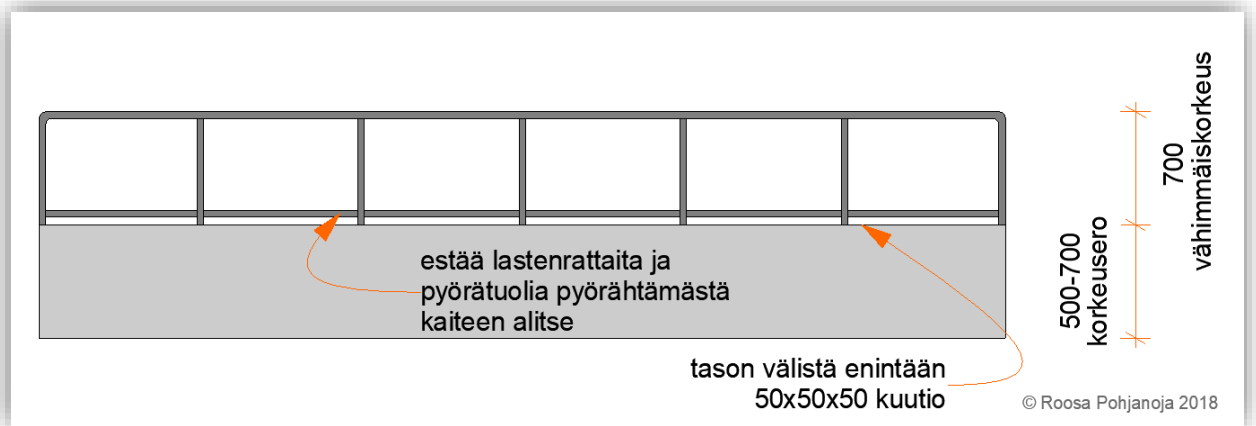 estää lastenrattaita ja
pyörätuolia pyörähtämästä
kaiteen alitse
tason välistä enintään
50x50x50 kuutio
700
vähimmäiskorkeus
500-700
korkeusero
© Roosa Pohjanoja 2018